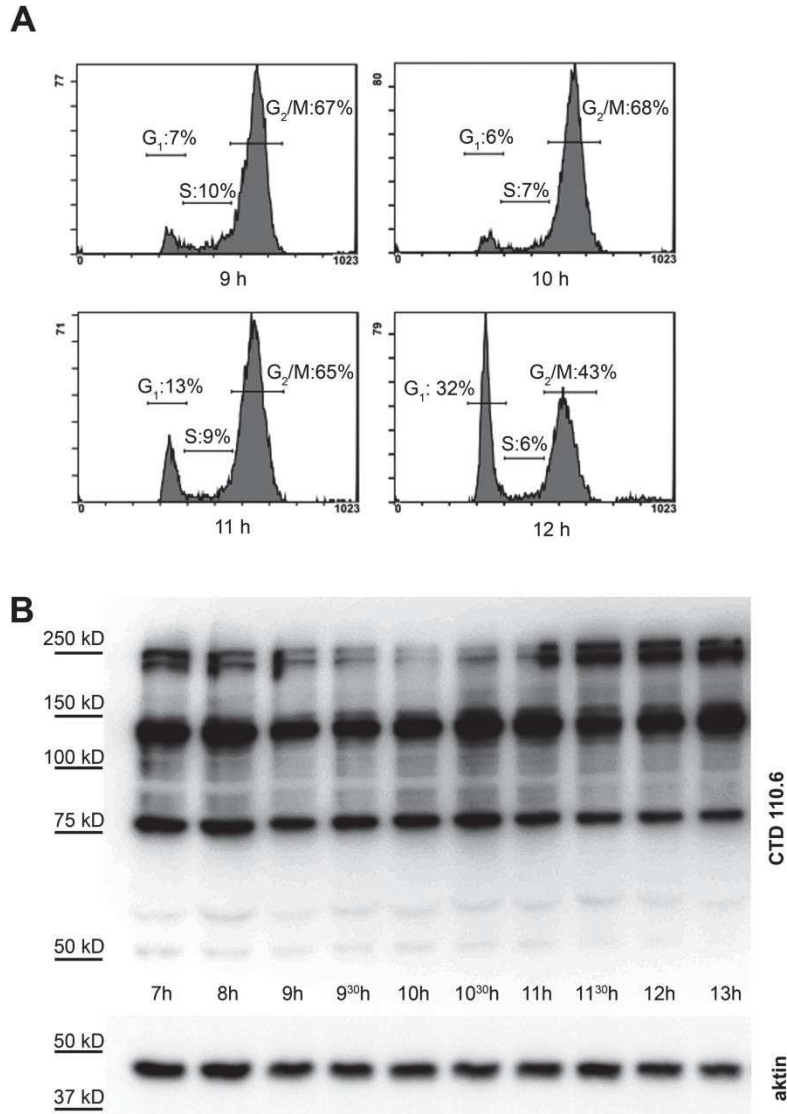 A
77
G₁:7%
S:10%
G₂/M:67%
0
1023
9 h
80
G₁:6%
S:7%
G₂/M:68%
0
1023
10 h
71
G₁:13%
S:9%
G₂/M:65%
0
1023
11 h
79
G₁: 32%
S:6%
G₂/M:43%
0
1023
12 h
B
250 kD
150 kD
100 kD
75 kD
50 kD
CTD 110.6
7h 8h 9h 9³⁰h 10h 10³⁰h 11h 11³⁰h 12h 13h
50 kD
37 kD
aktin